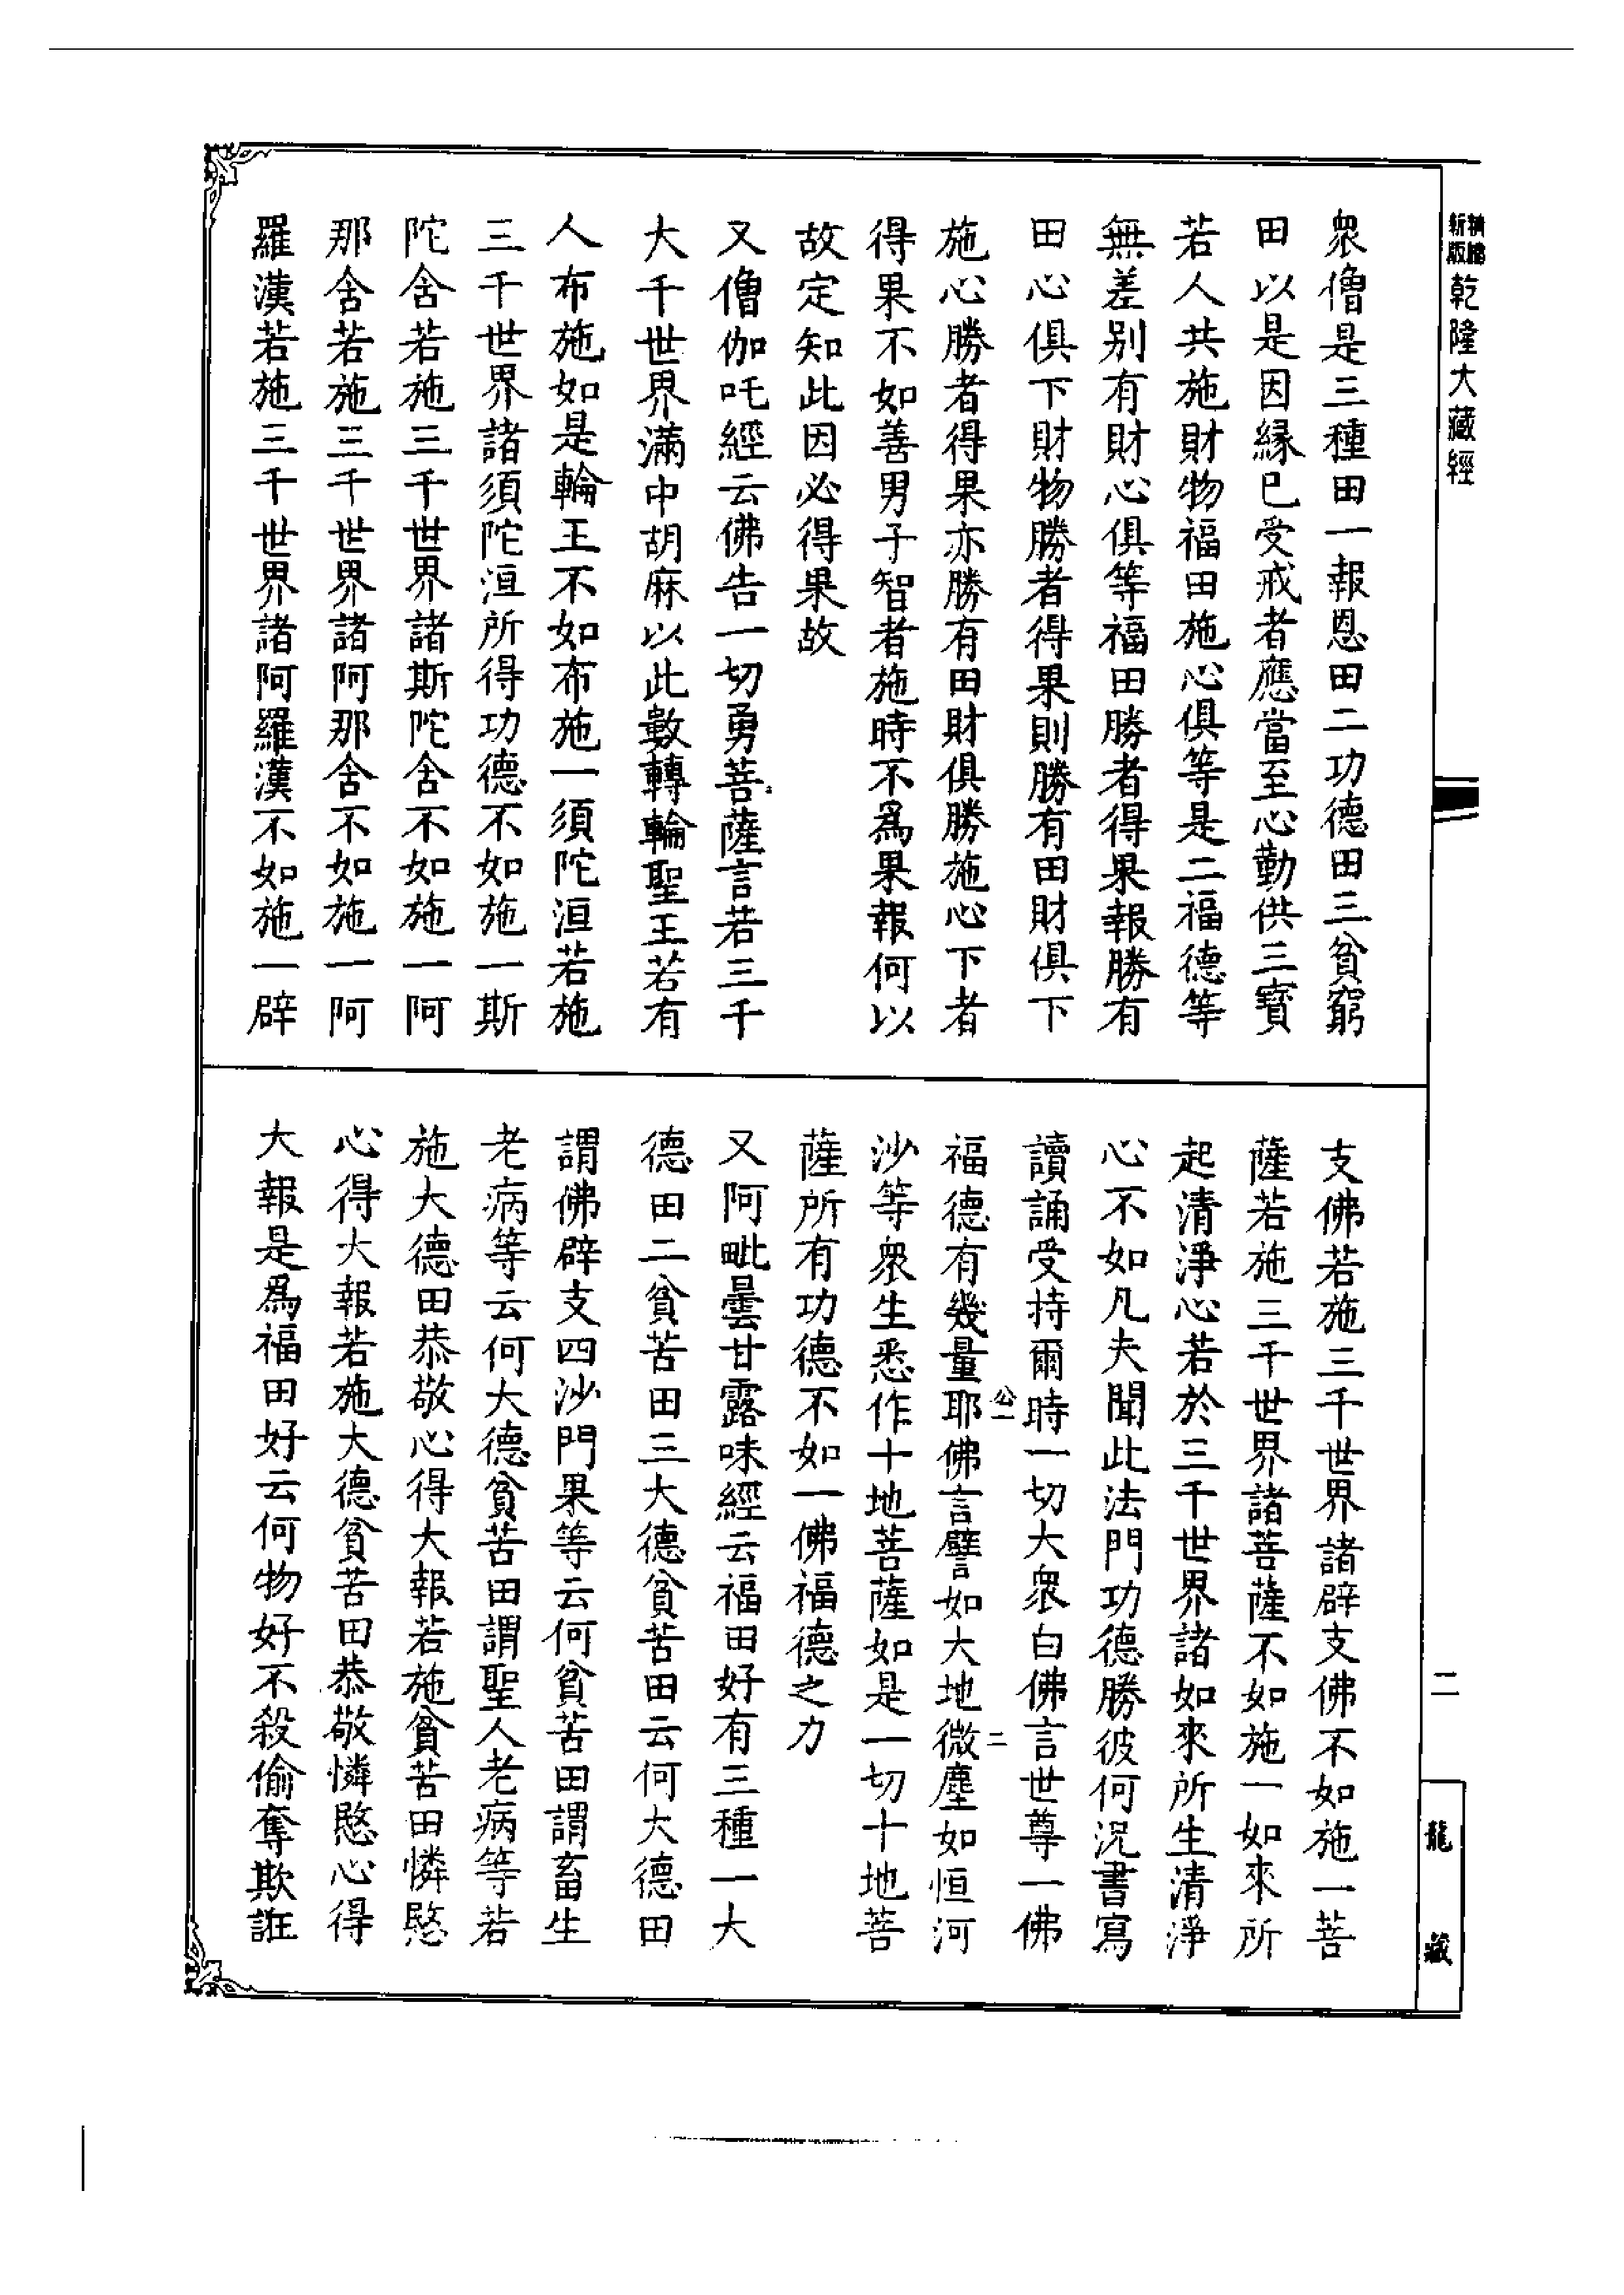 精縮新版乾隆大藏經
眾僧是三種田一報恩田二功德田三貧窮
田以是因緣已受戒者應當至心勤供三寳
若人共施財物福田施心俱等是二福德等
無差别有財心俱等福田勝者得果報勝有
田心俱下財物勝者得果則勝有田財俱下
施心勝者得果亦勝有田財俱勝施心下者
得果不如善男子智者施時不爲果報何以
故定知此因必得果故
又僧伽吒經云佛告一切勇菩薩言若三千
大千世界滿中胡麻以此數轉輪聖王若有
人布施如是輪王不如布施一須陀洹若施
三千世界諸須陀洹所得功德不如施一斯
陀含若施三千世界諸斯陀含不如施一阿
那含若施三千世界諸阿那含不如施一阿
羅漢若施三千世界諸阿羅漢不如施一辟
支佛若施三千世界諸辟支佛不如施一菩
薩若施三千世界諸菩薩不如施一如來所
起清淨心若於三千世界諸如來所生清淨
心不如凡夫聞此法門功德勝彼何況書寫
讀誦受持爾時一切大眾白佛言世尊一佛
公一 二
福德有幾量耶佛言譬如大地微塵如恒河
沙等眾生悉作十地菩薩如是一切十地菩
薩所有功德不如一佛福德之力
又阿毗曇甘露味經云福田好有三種一大
德田二貧苦田三大德貧苦田云何大德田
謂佛辟支四沙門果等云何貧苦田謂畜生
老病等云何大德貧苦田謂聖人老病等若
施大德田恭敬心得大報若施貧苦田憐愍
心得大報若施大德貧苦田恭敬憐愍心得
大報是爲福田好云何物好不殺偷奪欺誑
二
龍藏